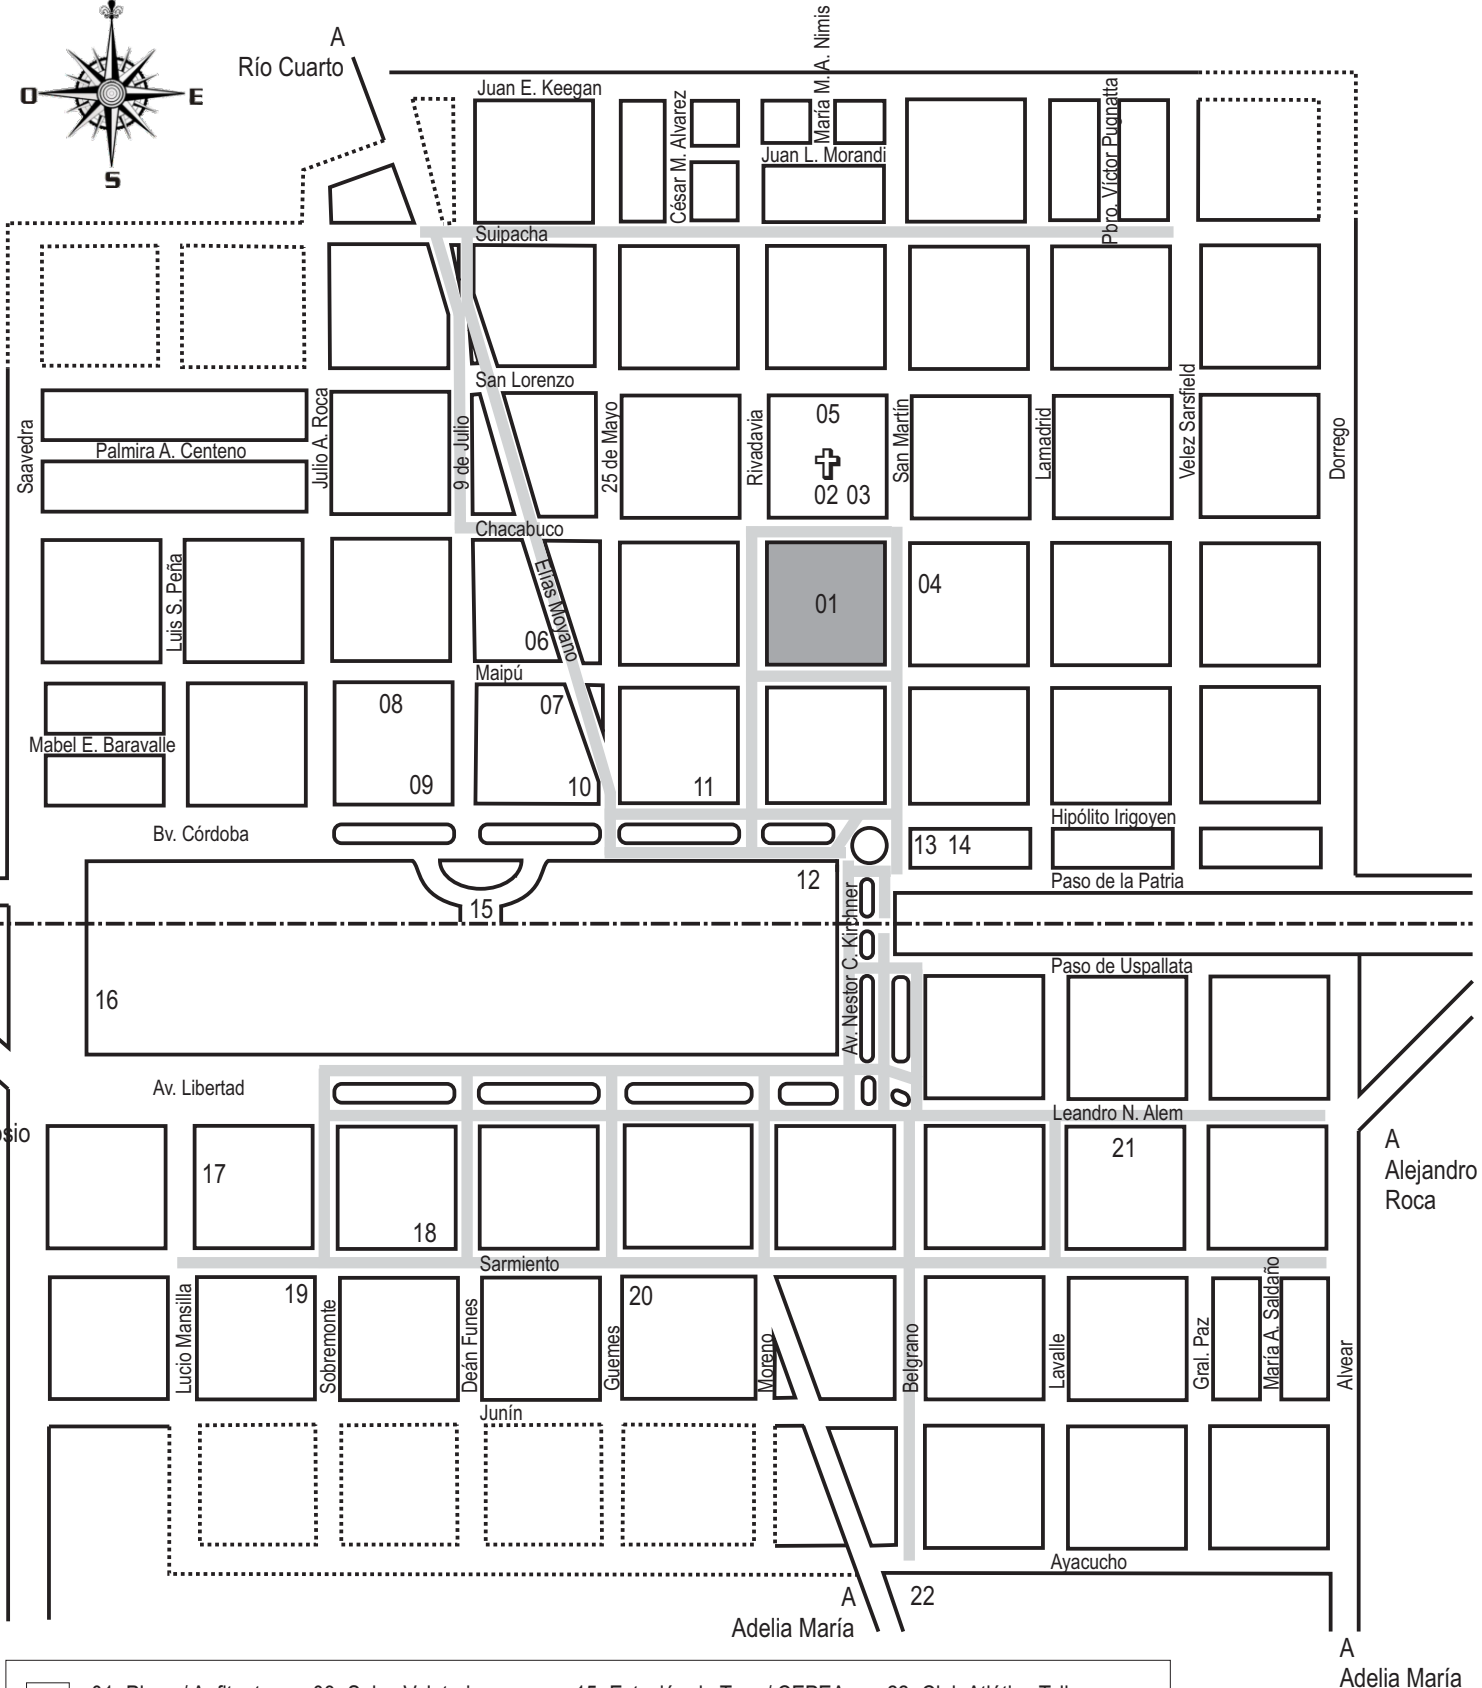 A
Río Cuarto
O
E
S
Juan E. Keegan
César M. Alvarez
María M. A. Nimis
Juan L. Morandi
Pbro. Víctor Pugnatta
Suipacha
San Lorenzo
Saavedra
Palmira A. Centeno
Julio A. Roca
9 de Julio
25 de Mayo
Rivadavia
05
02 03
San Martín
Lamadrid
Velez Sarsfield
Dorrego
Chacabuco
Luis S. Peña
Elías Moyano
01
04
06
Maipú
08
07
Mabel E. Baravalle
09
10
11
Bv. Córdoba
Hipólito Irigoyen
13 14
12
Paso de la Patria
15
Av. Nestor C. Kirchner
Paso de Uspallata
16
Av. Libertad
Leandro N. Alem
21
A
Alejandro
Roca
17
18
Sarmiento
19
20
Lucio Mansilla
Sobremonte
Deán Funes
Guemes
Moreno
Belgrano
Lavalle
Gral. Paz
María A. Saldaño
Alvear
Junín
Ayacucho
22
A
Adelia María
A
Adelia María